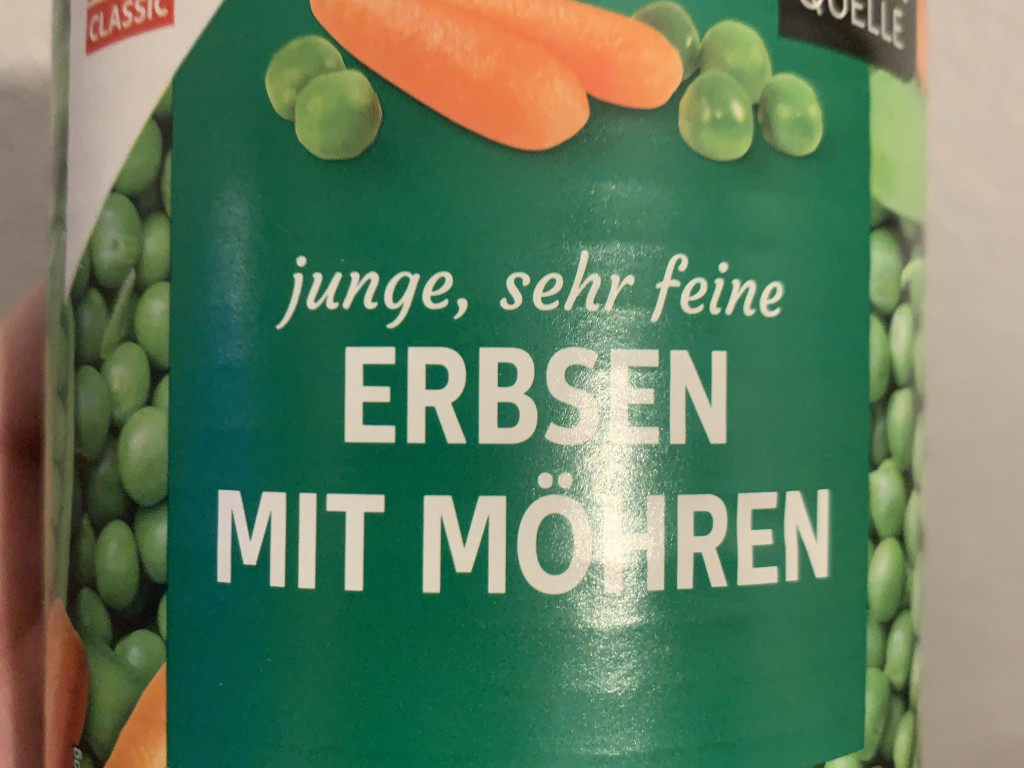 CLASSIC
QUELLE
junge, sehr feine
ERBSEN
MIT MÖHREN